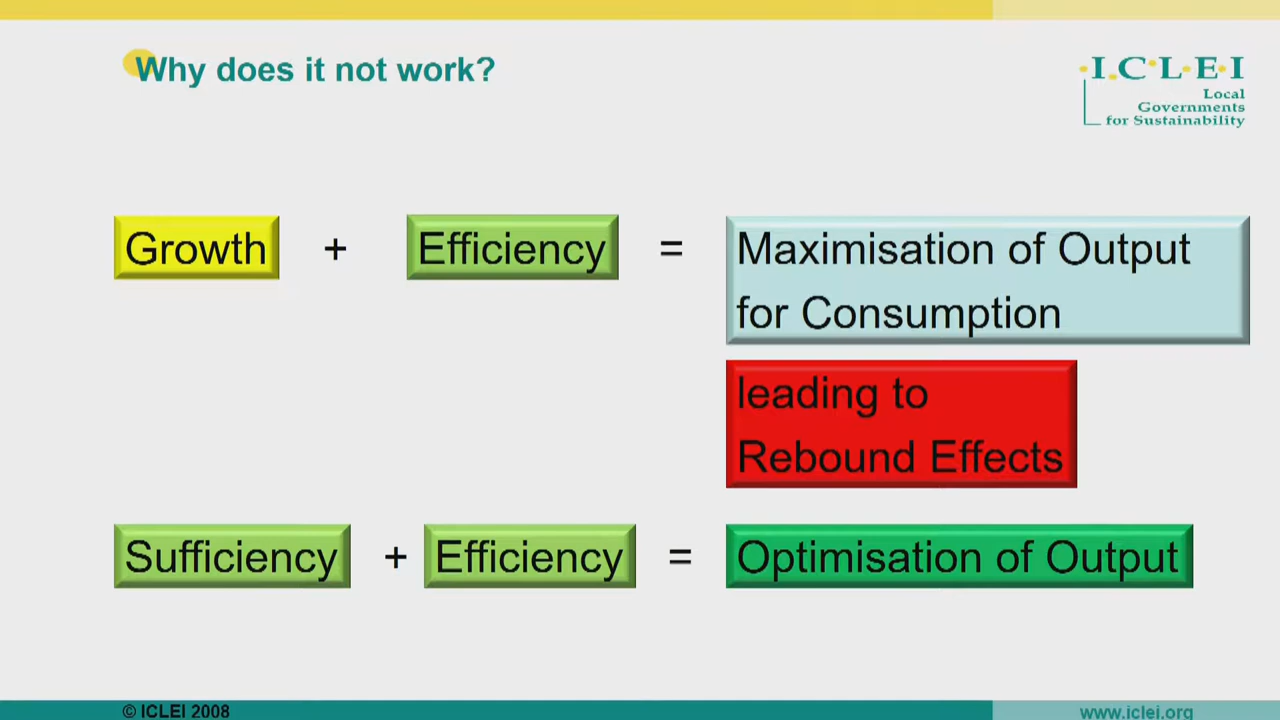 Why does it not work?
I.C.L.E.I
Local
Governments
for Sustainability
Growth + Efficiency = Maximisation of Output
for Consumption
leading to
Rebound Effects
Sufficiency + Efficiency = Optimisation of Output
© ICLEI 2008
www.iclei.org